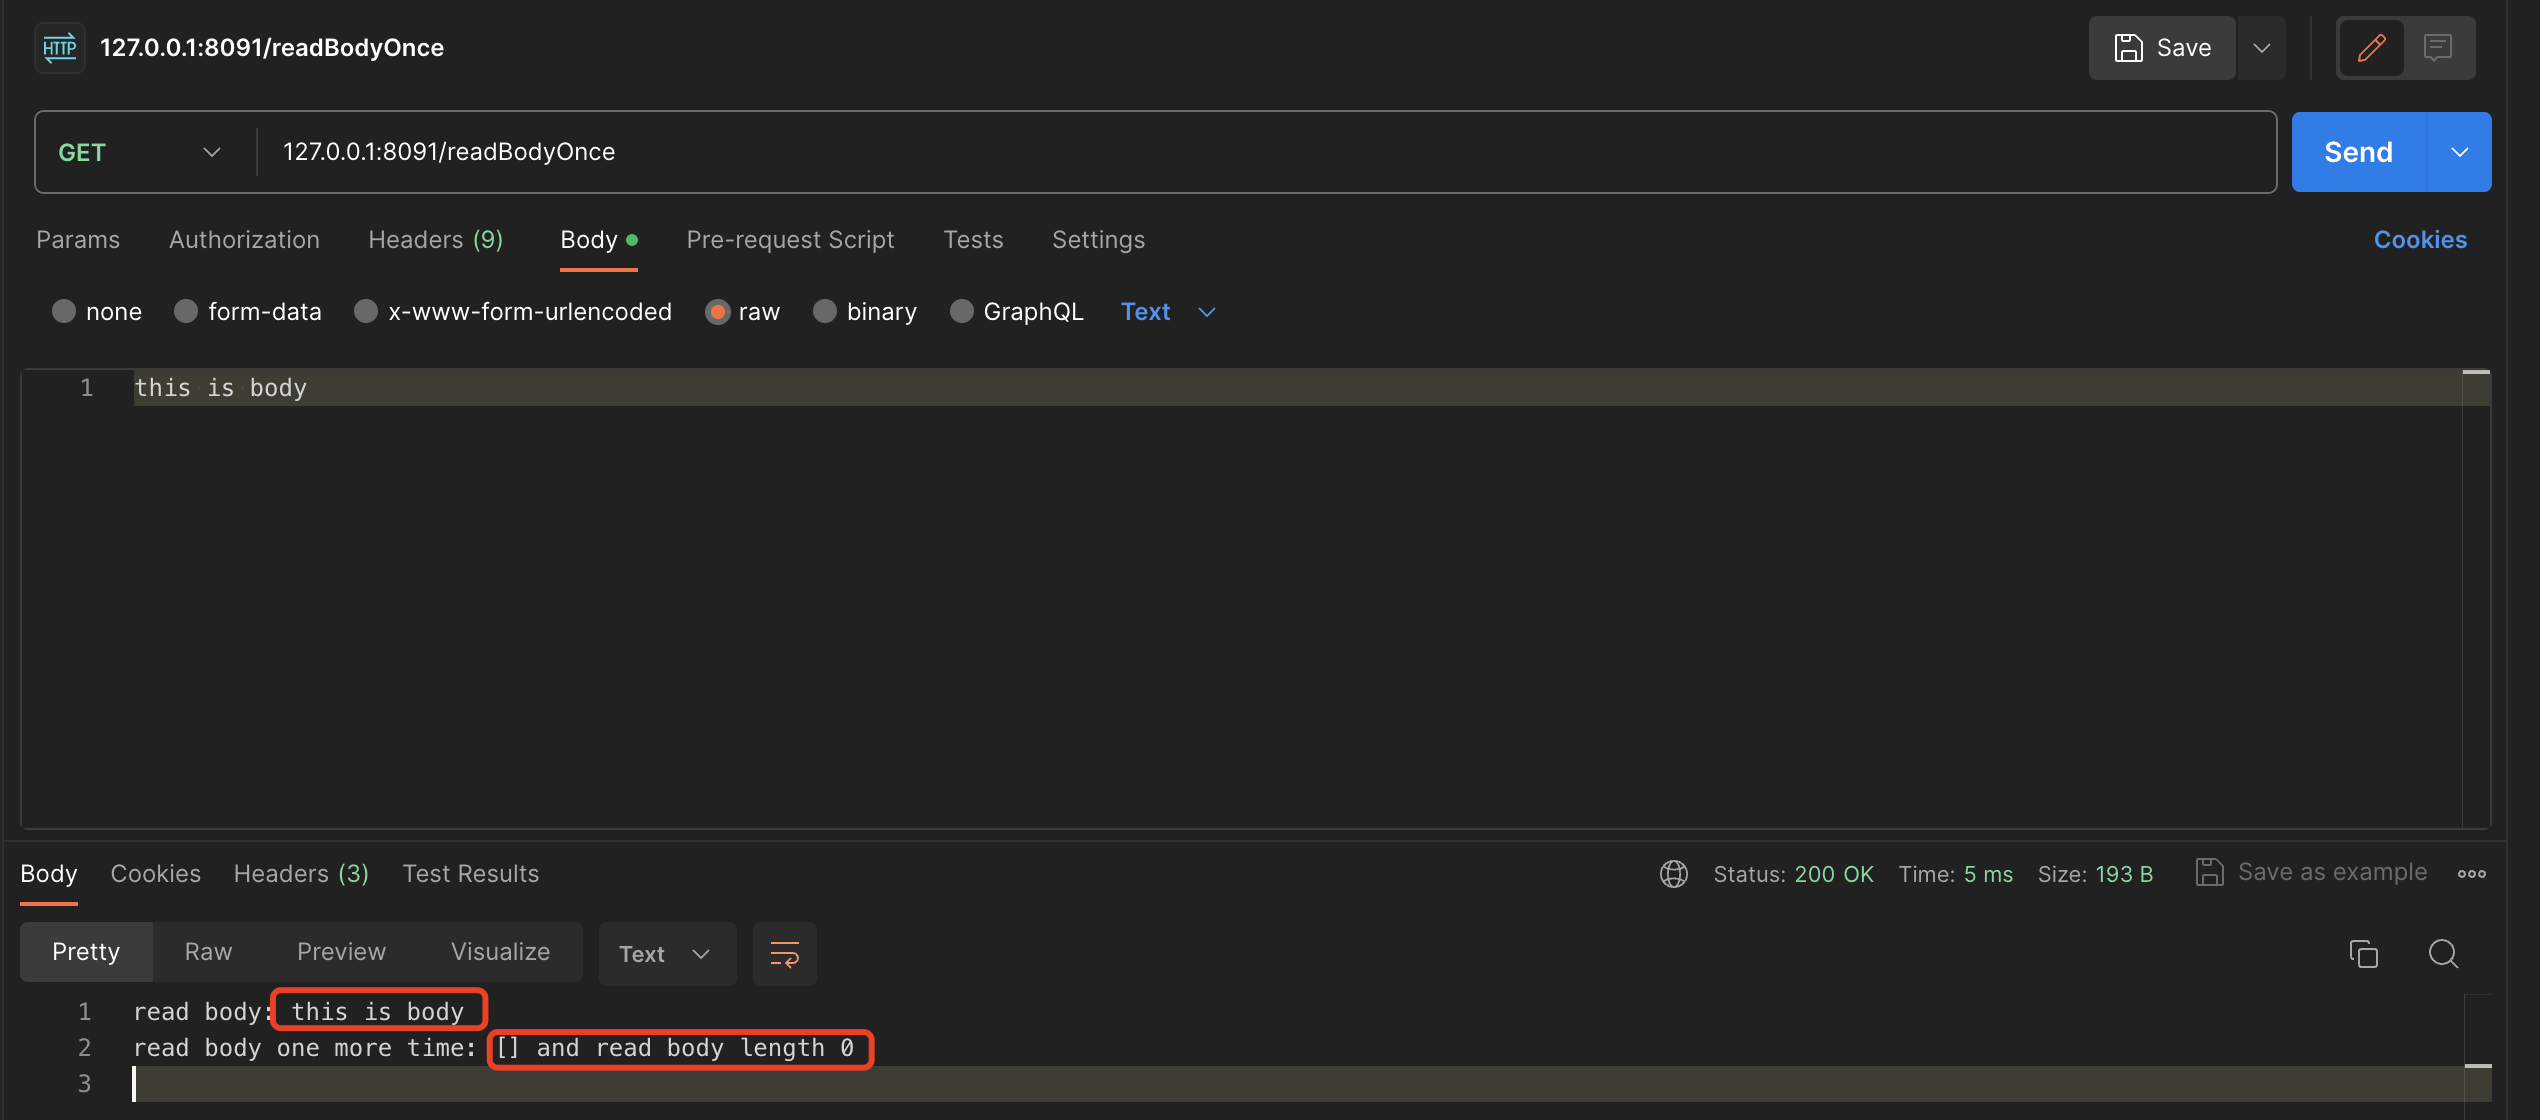 HTTP 127.0.0.1:8091/readBodyOnce Save
GET 127.0.0.1:8091/readBodyOnce Send
Params Authorization Headers (9) Body Pre-request Script Tests Settings Cookies
none form-data x-www-form-urlencoded raw binary GraphQL Text
1 this is body
Body Cookies Headers (3) Test Results Status: 200 OK Time: 5 ms Size: 193 B Save as example
Pretty Raw Preview Visualize Text
1 read body: this is body
2 read body one more time: [] and read body length 0
3